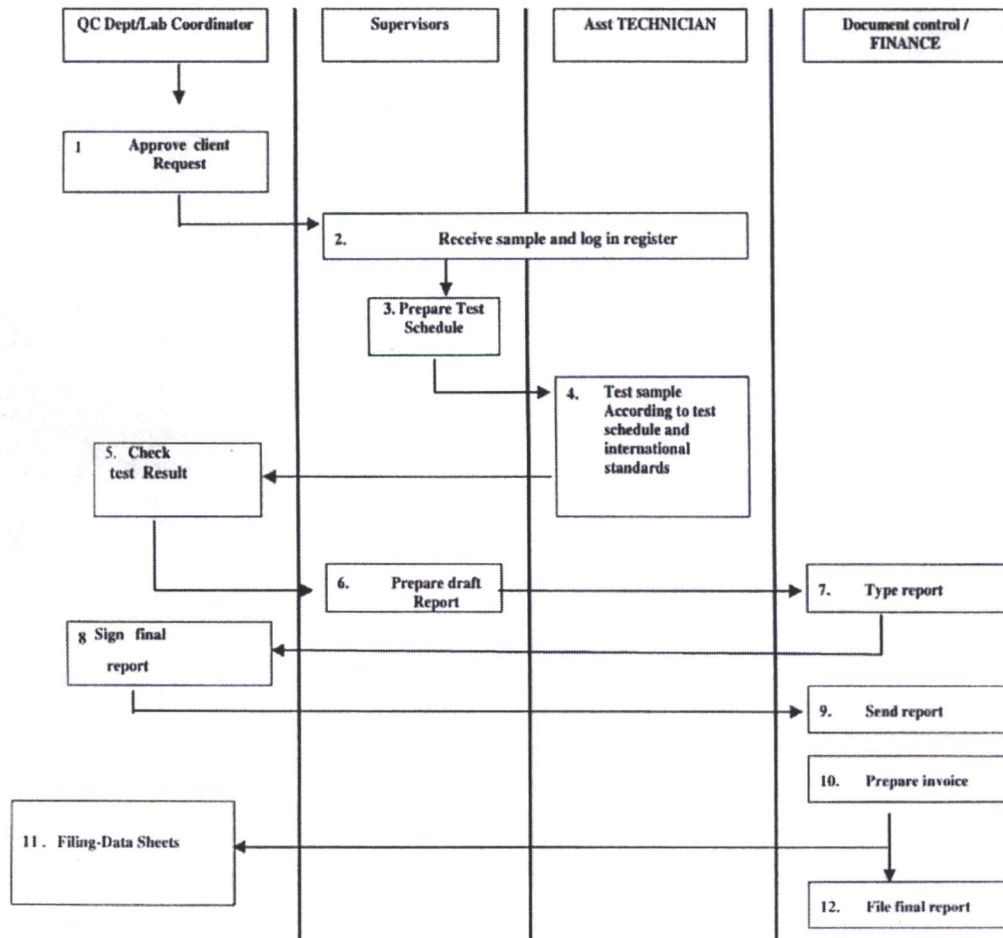 QC Dept/Lab Coordinator
Supervisors
Asst TECHNICIAN
Document control /
FINANCE
1 Approve client
Request
2. Receive sample and log in register
3. Prepare Test
Schedule
4. Test sample
According to test
schedule and
international
standards
5. Check
test Result
6. Prepare draft
Report
7. Type report
8 Sign final
report
9. Send report
10. Prepare invoice
11 . Filing-Data Sheets
12. File final report